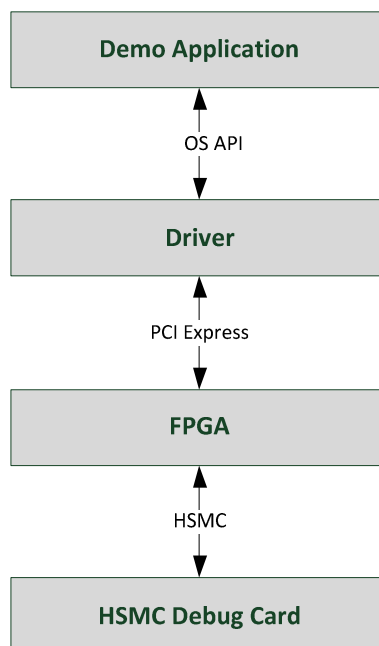 Demo Application
OS API
Driver
PCI Express
FPGA
HSMC
HSMC Debug Card